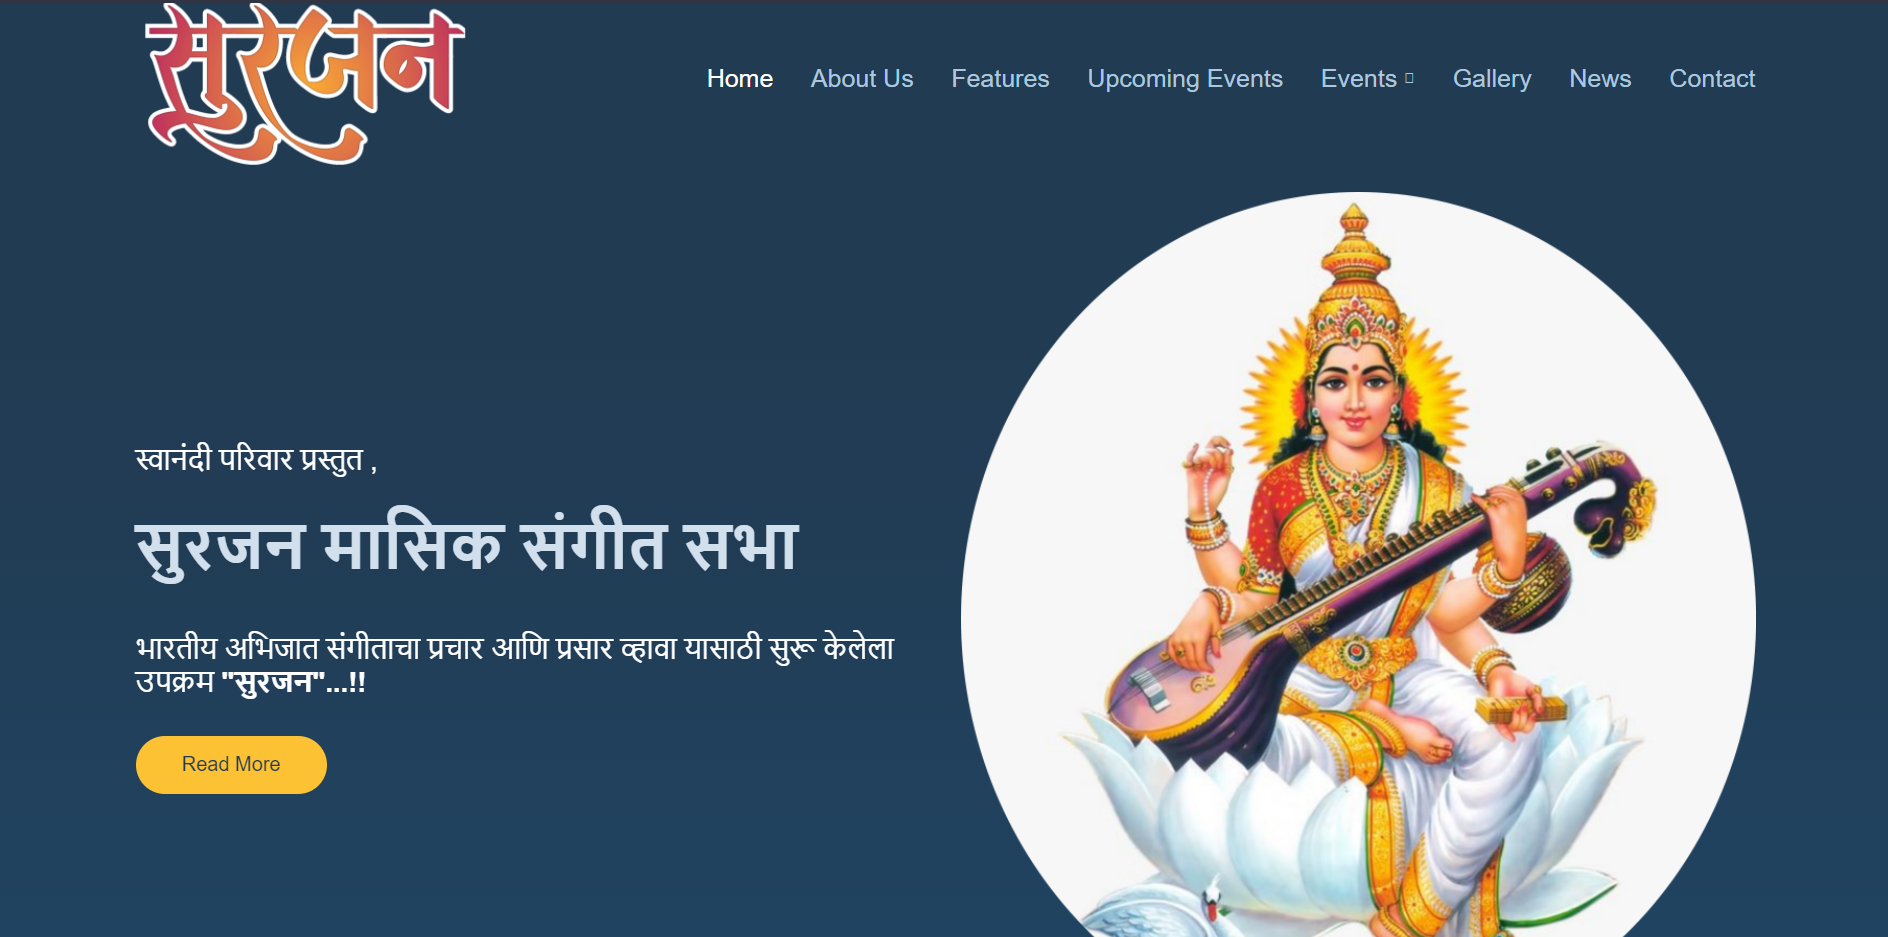 सुरजन
Home About Us Features Upcoming Events Events Gallery News Contact
स्वानंदी परिवार प्रस्तुत ,
सुरजन मासिक संगीत सभा
भारतीय अभिजात संगीताचा प्रचार आणि प्रसार व्हावा यासाठी सुरू केलेला
उपक्रम "सुरजन"...!!
Read More